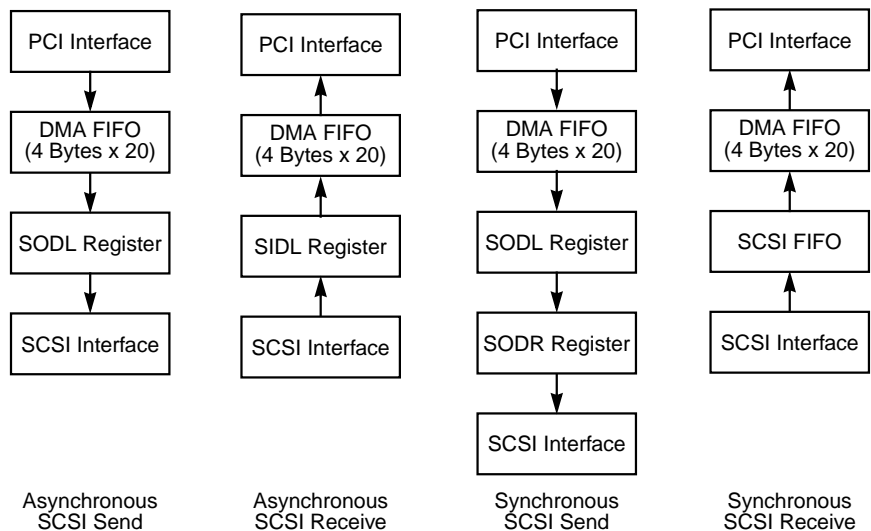 PCI Interface
DMA FIFO
(4 Bytes x 20)
SODL Register
SCSI Interface
Asynchronous
SCSI Send
PCI Interface
DMA FIFO
(4 Bytes x 20)
SIDL Register
SCSI Interface
Asynchronous
SCSI Receive
PCI Interface
DMA FIFO
(4 Bytes x 20)
SODL Register
SODR Register
SCSI Interface
Synchronous
SCSI Send
PCI Interface
DMA FIFO
(4 Bytes x 20)
SCSI FIFO
SCSI Interface
Synchronous
SCSI Receive